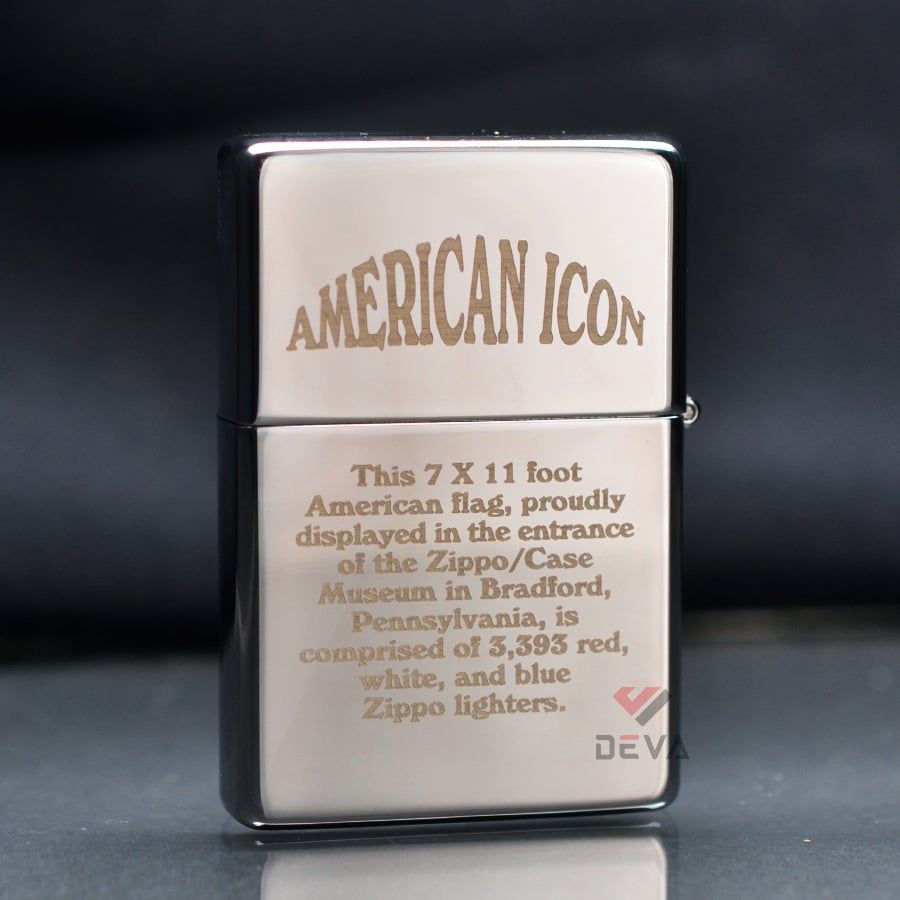 AMERICAN ICON
This 7 X 11 foot
American flag, proudly
displayed in the entrance
of the Zippo/Case
Museum in Bradford,
Pennsylvania, is
comprised of 3,393 red,
white, and blue
Zippo lighters.
DEVA